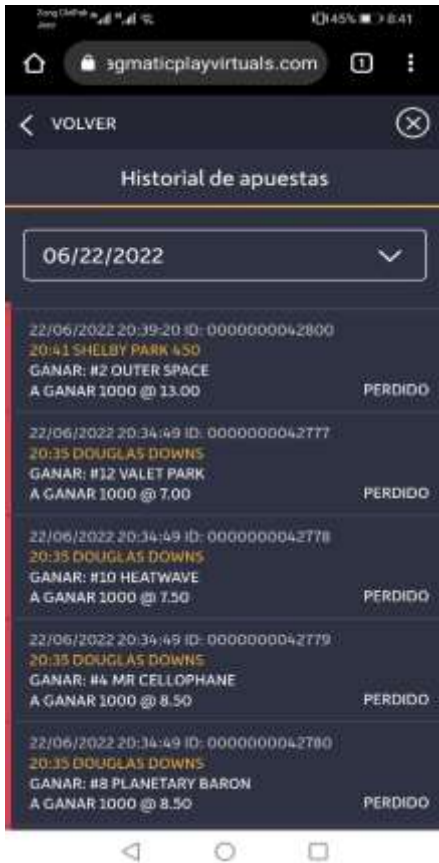 45% 8:41
agmaticplayvirtuals.com 1
VOLVER
Historial de apuestas
06/22/2022
22/06/2022 20:39:20 ID: 0000000042800
20:41 SHELBY PARK 450
GANAR: #2 OUTER SPACE
A GANAR 1000 @ 13.00 PERDIDO
22/06/2022 20:34:49 ID: 0000000042777
20:35 DOUGLAS DOWNS
GANAR: #12 VALET PARK
A GANAR 1000 @ 7.00 PERDIDO
22/06/2022 20:34:49 ID: 0000000042778
20:35 DOUGLAS DOWNS
GANAR: #10 HEATWAVE
A GANAR 1000 @ 7.50 PERDIDO
22/06/2022 20:34:49 ID: 0000000042779
20:35 DOUGLAS DOWNS
GANAR: #4 MR CELLOPHANE
A GANAR 1000 @ 8.50 PERDIDO
22/06/2022 20:34:49 ID: 0000000042780
20:35 DOUGLAS DOWNS
GANAR: #8 PLANETARY BARON
A GANAR 1000 @ 8.50 PERDIDO